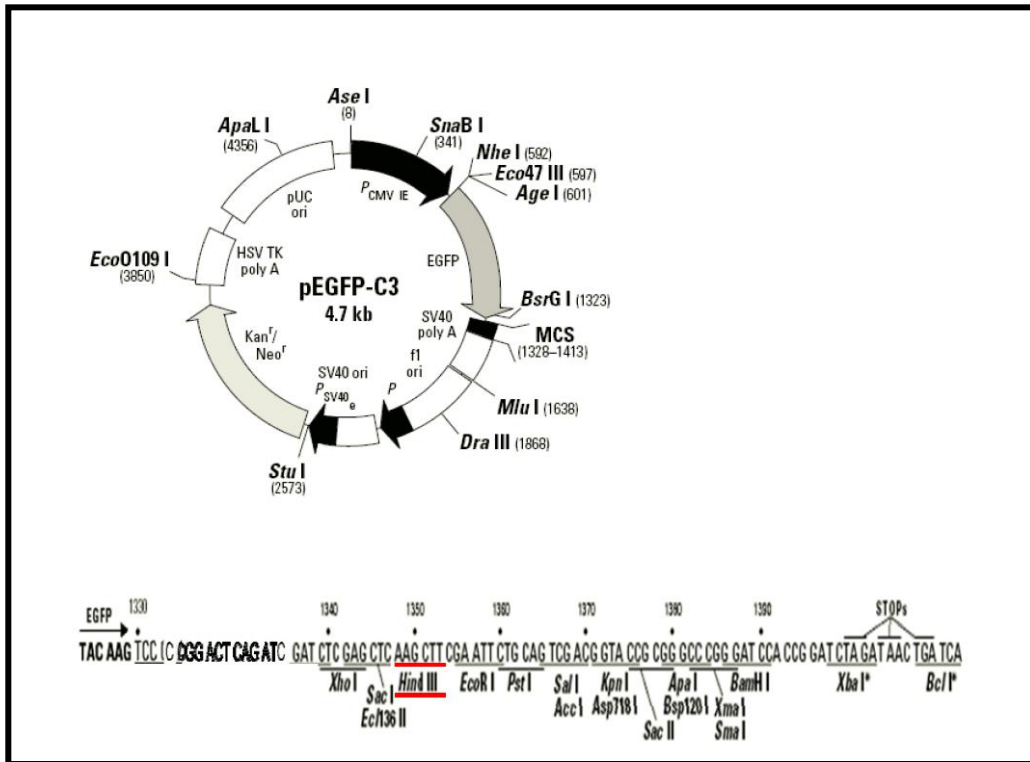 Ase I
(8)
ApaL I
(4356)
SnaB I
(341)
Nhe I (592)
Eco47 III (597)
Age I (601)
P CMV IE
pUC
ori
EcoO109 I
(3850)
HSV TK
poly A
EGFP
pEGFP-C3
4.7 kb
BsrG I (1323)
SV40
poly A
MCS
(1328–1413)
Kanr/
Neor
f1
ori
SV40 ori
P SV40 e
P
Mlu I (1638)
Dra III (1868)
Stu I
(2573)
EGFP
1330
1340
1350
1360
1370
1380
1390
STOPs
TAC AAG TCC GGG ACT CAGATC GAT CTC GAG CTC AAG CTT CGA ATT CTG CAG TCG ACG GTA CCG CGG GCC CGG GAT CCA CCG GAT CTA GAT AAC TGA TCA
Xho I
Hind III
EcoR I
Pst I
Sal I
Kpn I
Apa I
BamH I
Xba I*
Bcl I*
Sac I
Acc I
Asp718 I
Bsp120 I
Xma I
Ecl136 II
Sac II
Sma I